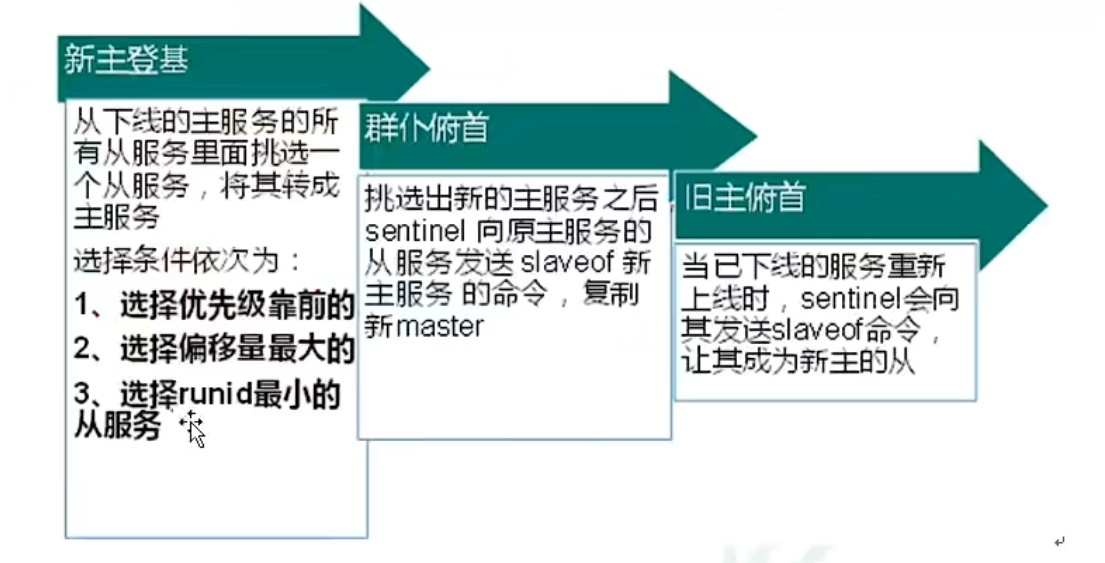 新主登基
从下线的主服务的所
有从服务里面挑选一
个从服务，将其转成
主服务
选择条件依次为：
1、选择优先级靠前的
2、选择偏移量最大的
3、选择runid最小的
从服务
群仆俯首
挑选出新的主服务之后，
sentinel 向原主服务的
从服务发送 slaveof 新
主服务 的命令，复制
新master
旧主俯首
当已下线的服务重新
上线时，sentinel会向
其发送slaveof命令，
让其成为新主的从